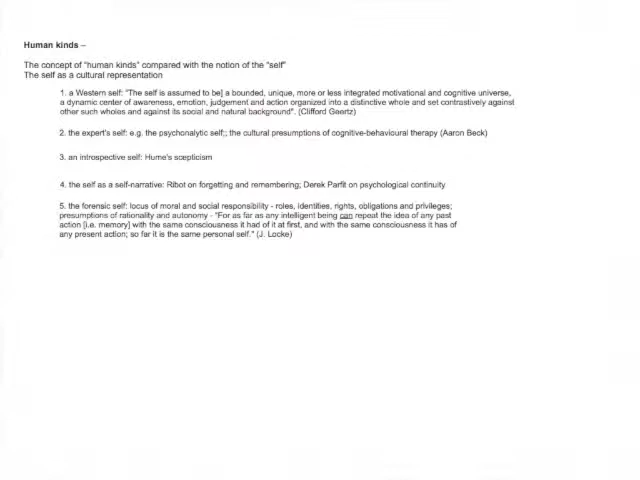 Human kinds –
The concept of "human kinds" compared with the notion of the "self"
The self as a cultural representation
1. a Western self: "The self is assumed to be] a bounded, unique, more or less integrated motivational and cognitive universe,
a dynamic center of awareness, emotion, judgement and action organized into a distinctive whole and set contrastively against
other such wholes and against its social and natural background". (Clifford Geertz)
2. the expert's self: e.g. the psychonalytic self;; the cultural presumptions of cognitive-behavioural therapy (Aaron Beck)
3. an introspective self: Hume's scepticism
4. the self as a self-narrative: Ribot on forgetting and remembering; Derek Parfit on psychological continuity
5. the forensic self: locus of moral and social responsibility - roles, identities, rights, obligations and privileges;
presumptions of rationality and autonomy - "For as far as any intelligent being can repeat the idea of any past
action [i.e. memory] with the same consciousness it had of it at first, and with the same consciousness it has of
any present action; so far it is the same personal self." (J. Locke)